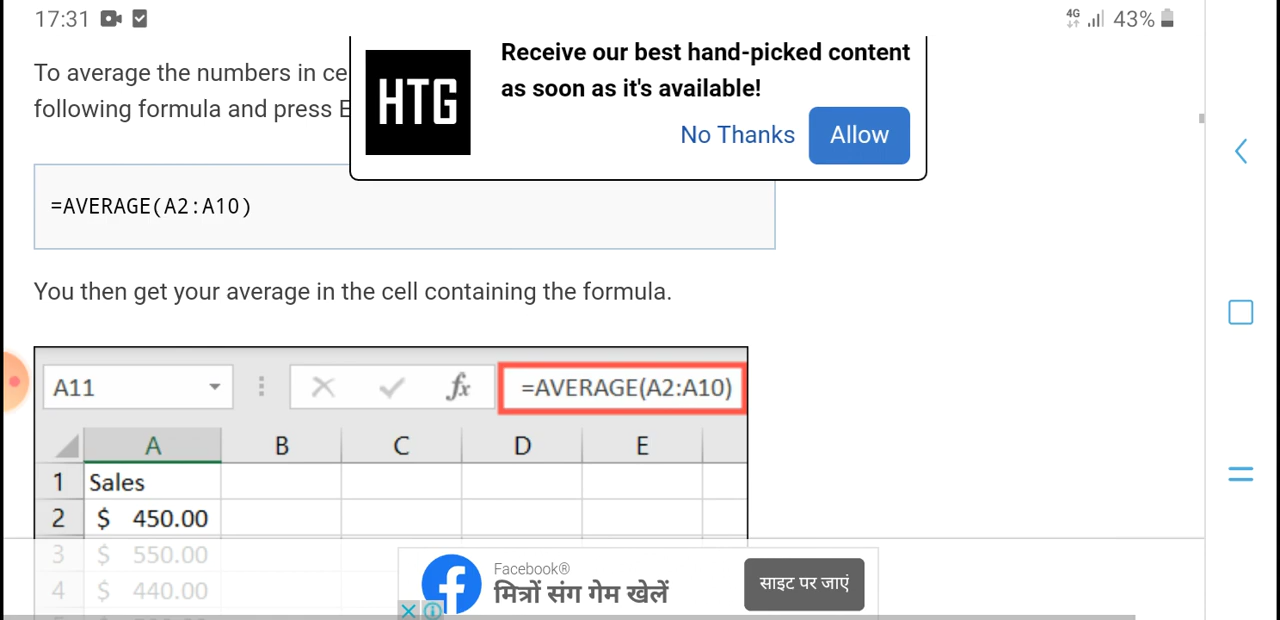 17:31
4G 43%
Receive our best hand-picked content
as soon as it's available!
HTG
No Thanks Allow
To average the numbers in ce
following formula and press E
=AVERAGE(A2:A10)
You then get your average in the cell containing the formula.
A11 fx =AVERAGE(A2:A10)
A B C D E
1 Sales
2 $ 450.00
3 $ 550.00
4 $ 440.00
Facebook®
मित्रों संग गेम खेलें
साइट पर जाएं